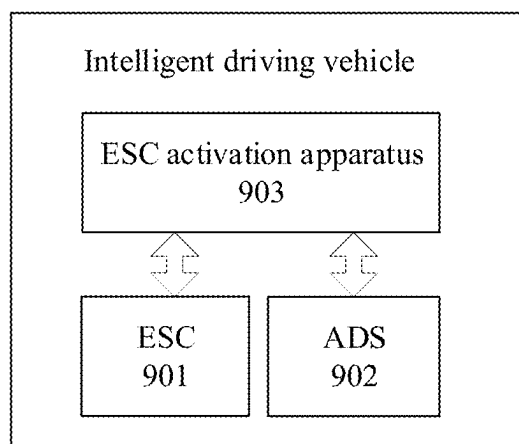 Intelligent driving vehicle
ESC activation apparatus
903
ESC
901
ADS
902